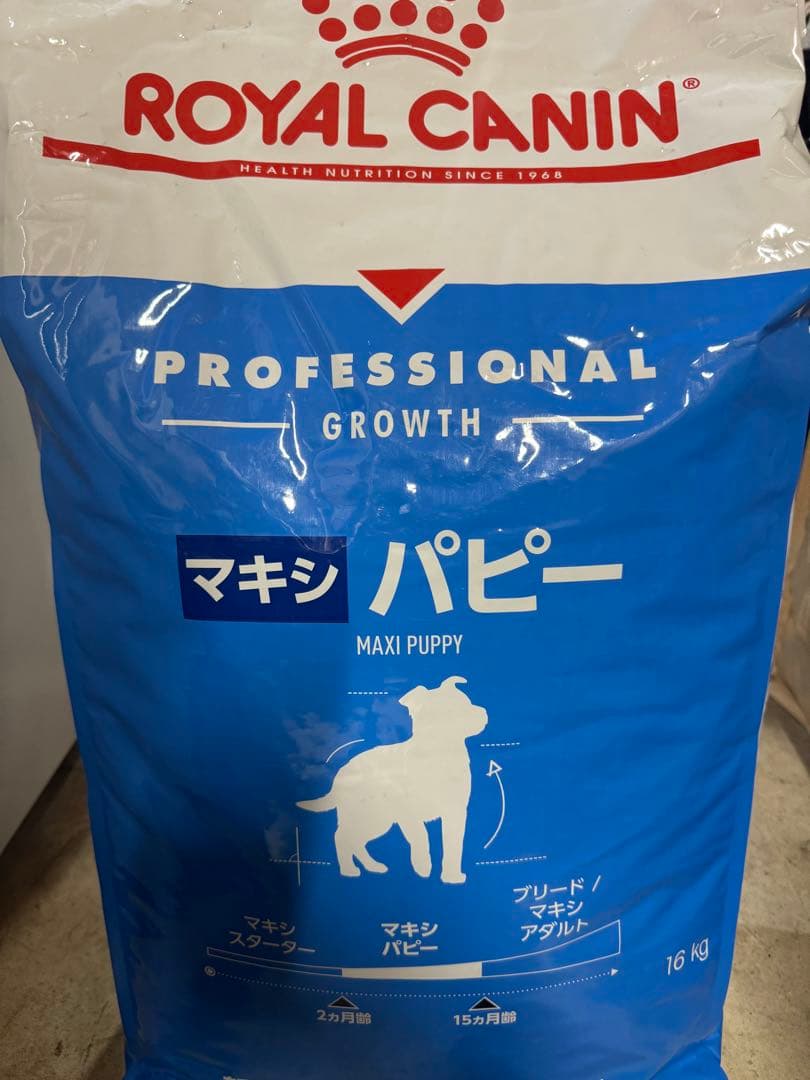 ROYAL CANIN®
HEALTH NUTRITION SINCE 1968
PROFESSIONAL
GROWTH
マキシ パピー
MAXI PUPPY
マキシ
スターター
マキシ
パピー
ブリード /
マキシ
アダルト
16 kg
2ヵ月齢
15ヵ月齢